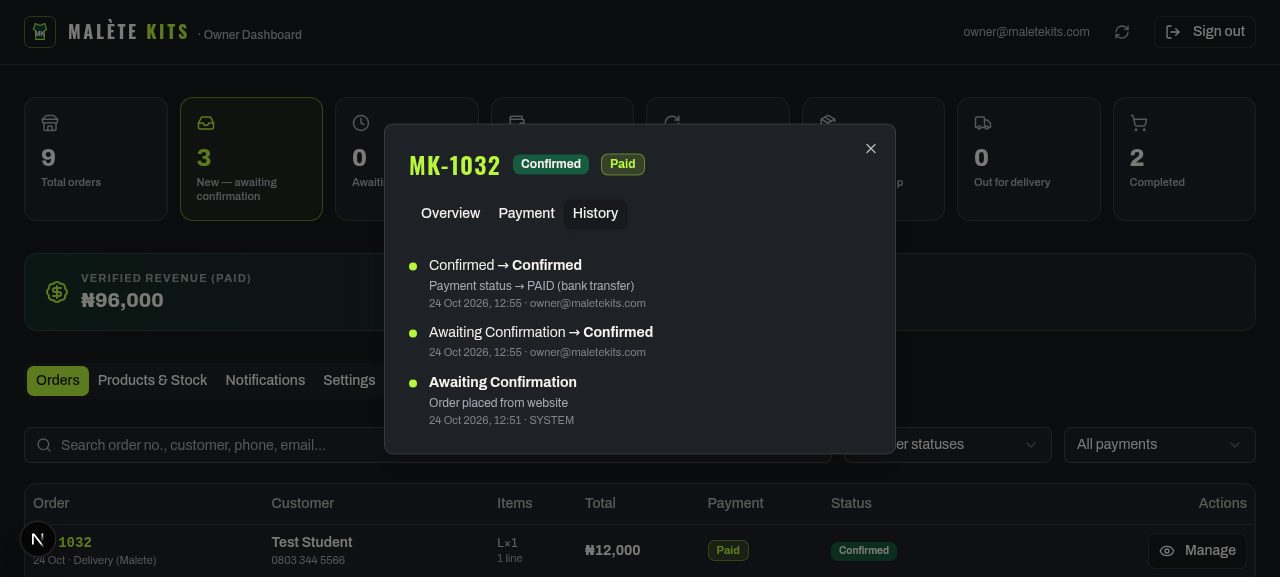 MALÈTE KITS · Owner Dashboard
owner@maletekits.com
Sign out
9
Total orders
3
New — awaiting
confirmation
0
Await
0
Out for delivery
2
Completed
MK-1032
Confirmed
Paid
Overview
Payment
History
Confirmed → Confirmed
Payment status → PAID (bank transfer)
24 Oct 2026, 12:55 · owner@maletekits.com
Awaiting Confirmation → Confirmed
24 Oct 2026, 12:55 · owner@maletekits.com
Awaiting Confirmation
Order placed from website
24 Oct 2026, 12:51 · SYSTEM
VERIFIED REVENUE (PAID)
₦96,000
Orders
Products & Stock
Notifications
Settings
Search order no., customer, phone, email...
statuses
All payments
Order Customer Items Total Payment Status Actions
1032 Test Student L×1 ₦12,000 Paid Confirmed Manage
24 Oct · Delivery (Malete) 0803 344 5566 1 line